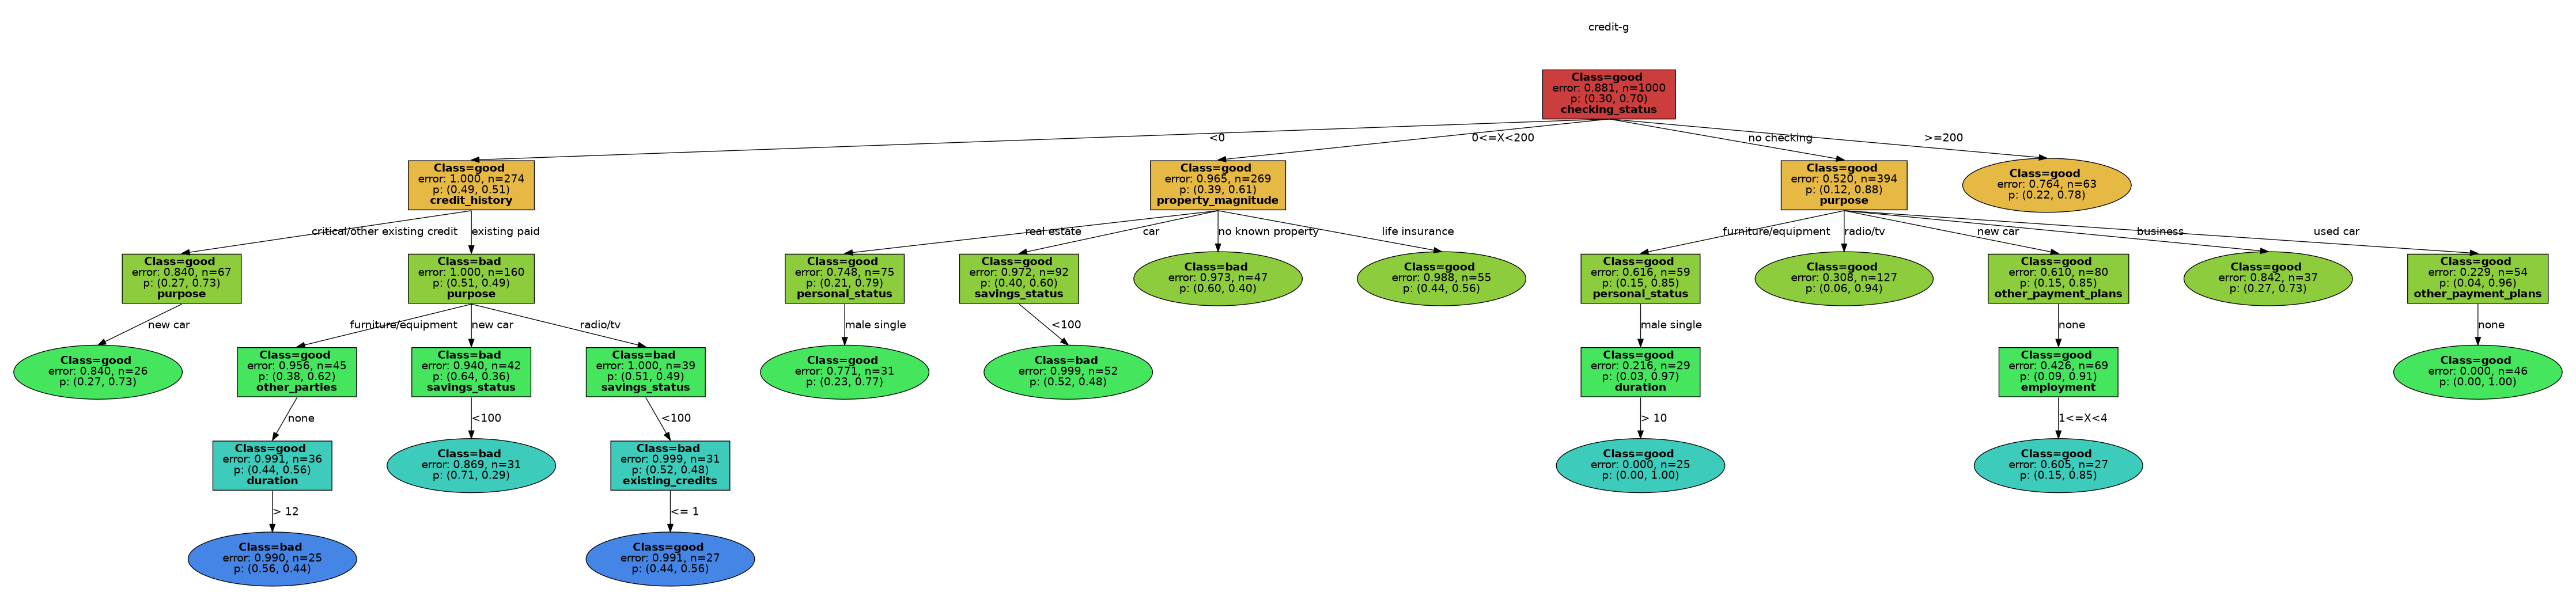 credit-g
Class=good
error: 0.881, n=1000
p: (0.30, 0.70)
checking_status
<0
0<=X<200
no checking
>=200
Class=good
error: 1.000, n=274
p: (0.49, 0.51)
credit_history
Class=good
error: 0.965, n=269
p: (0.39, 0.61)
property_magnitude
Class=good
error: 0.520, n=394
p: (0.12, 0.88)
purpose
Class=good
error: 0.764, n=63
p: (0.22, 0.78)
critical/other existing credit
existing paid
real estate
car
no known property
life insurance
furniture/equipment
radio/tv
new car
business
used car
Class=good
error: 0.840, n=67
p: (0.27, 0.73)
purpose
Class=bad
error: 1.000, n=160
p: (0.51, 0.49)
purpose
Class=good
error: 0.748, n=75
p: (0.21, 0.79)
personal_status
Class=good
error: 0.972, n=92
p: (0.40, 0.60)
savings_status
Class=bad
error: 0.973, n=47
p: (0.60, 0.40)
Class=good
error: 0.988, n=55
p: (0.44, 0.56)
Class=good
error: 0.616, n=59
p: (0.15, 0.85)
personal_status
Class=good
error: 0.308, n=127
p: (0.06, 0.94)
Class=good
error: 0.610, n=80
p: (0.15, 0.85)
other_payment_plans
Class=good
error: 0.842, n=37
p: (0.27, 0.73)
Class=good
error: 0.229, n=54
p: (0.04, 0.96)
other_payment_plans
new car
furniture/equipment
new car
radio/tv
male single
<100
male single
none
none
Class=good
error: 0.840, n=26
p: (0.27, 0.73)
Class=good
error: 0.956, n=45
p: (0.38, 0.62)
other_parties
Class=bad
error: 0.940, n=42
p: (0.64, 0.36)
savings_status
Class=bad
error: 1.000, n=39
p: (0.51, 0.49)
savings_status
Class=good
error: 0.771, n=31
p: (0.23, 0.77)
Class=bad
error: 0.999, n=52
p: (0.52, 0.48)
Class=good
error: 0.216, n=29
p: (0.03, 0.97)
duration
Class=good
error: 0.426, n=69
p: (0.09, 0.91)
employment
Class=good
error: 0.000, n=46
p: (0.00, 1.00)
none
<100
<100
> 10
1<=X<4
Class=good
error: 0.991, n=36
p: (0.44, 0.56)
duration
Class=bad
error: 0.869, n=31
p: (0.71, 0.29)
Class=bad
error: 0.999, n=31
p: (0.52, 0.48)
existing_credits
Class=good
error: 0.000, n=25
p: (0.00, 1.00)
Class=good
error: 0.605, n=27
p: (0.15, 0.85)
> 12
<= 1
Class=bad
error: 0.990, n=25
p: (0.56, 0.44)
Class=good
error: 0.991, n=27
p: (0.44, 0.56)